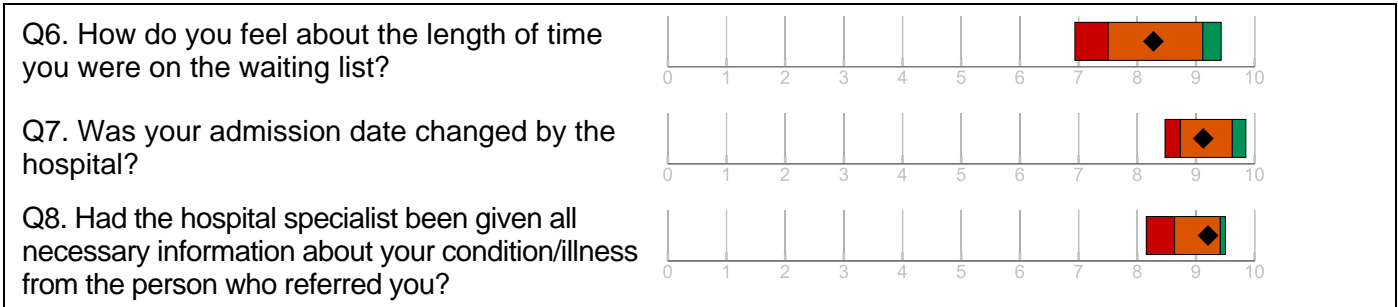 Q6. How do you feel about the length of time
you were on the waiting list?
0 1 2 3 4 5 6 7 8 9 10
Q7. Was your admission date changed by the
hospital?
0 1 2 3 4 5 6 7 8 9 10
Q8. Had the hospital specialist been given all
necessary information about your condition/illness
from the person who referred you?
0 1 2 3 4 5 6 7 8 9 10